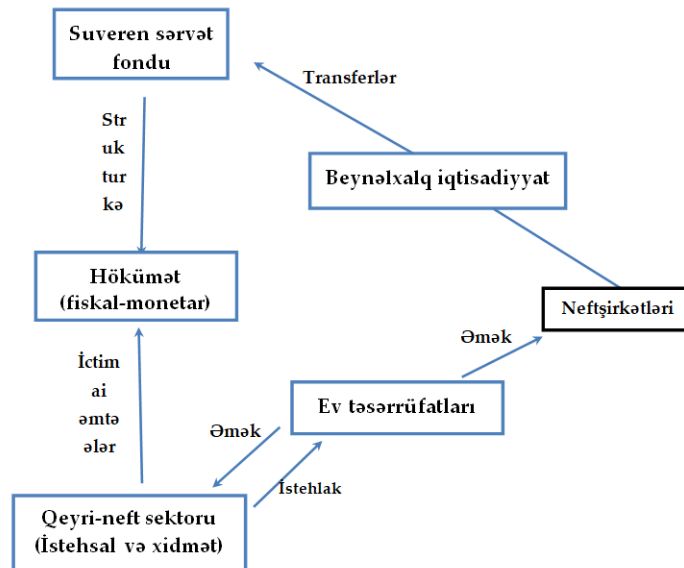 Suveren sərvət
fondu
Transferlər
Str
uk
tur
kə
Beynəlxalq iqtisadiyyat
Hökümət
(fiskal-monetar)
Neftşirkətləri
Əmək
İctim
ai
əmtə
ələr
Ev təsərrüfatları
Əmək
İstehlak
Qeyri-neft sektoru
(İstehsal və xidmət)